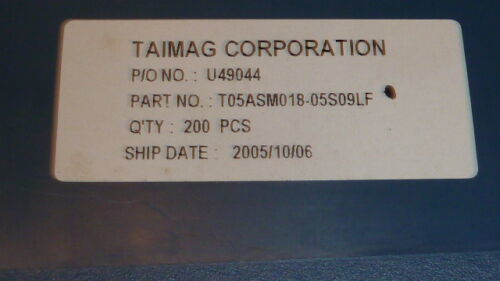 TAIMAG CORPORATION
P/O NO. : U49044
PART NO. : T05ASM018-05S09LF
Q'TY : 200 PCS
SHIP DATE : 2005/10/06